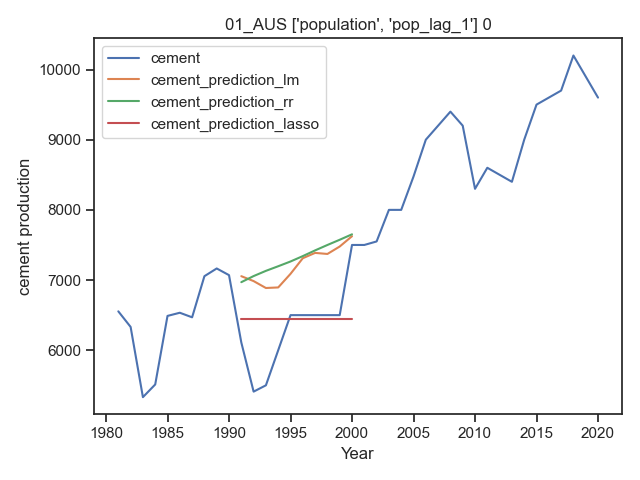 01_AUS ['population', 'pop_lag_1'] 0
cement
cement_prediction_lm
cement_prediction_rr
cement_prediction_lasso
10000
9000
8000
7000
6000
cement production
1980 1985 1990 1995 2000 2005 2010 2015 2020
Year